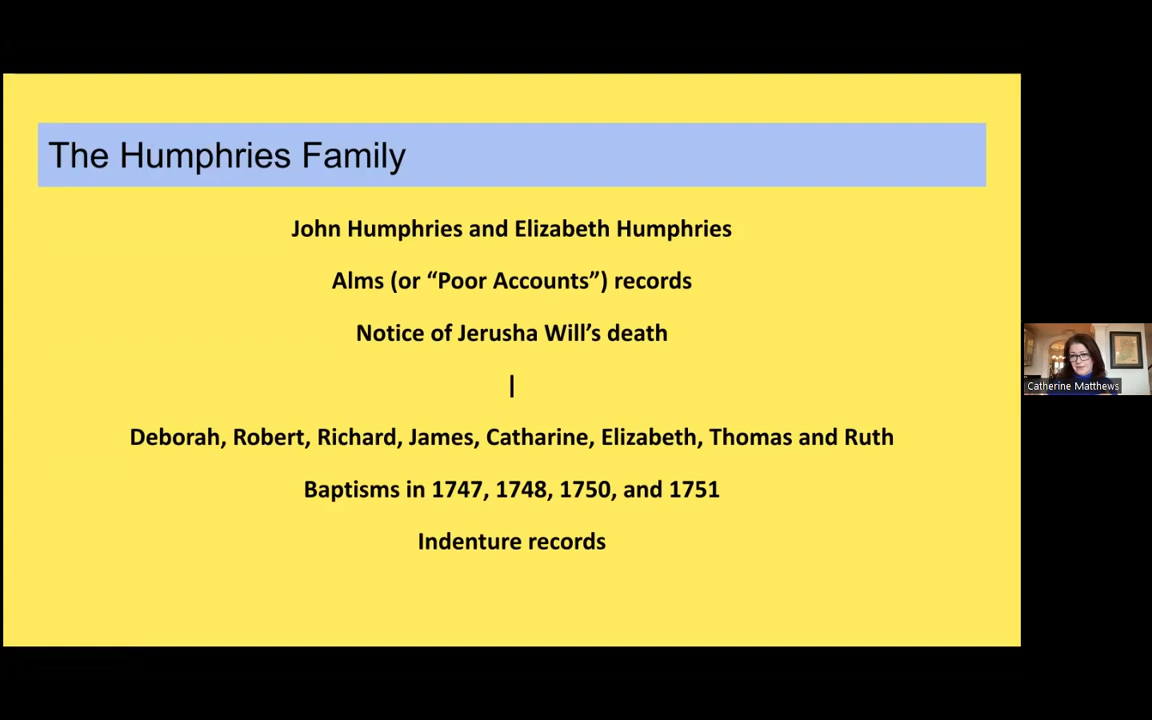 The Humphries Family
John Humphries and Elizabeth Humphries
Alms (or “Poor Accounts”) records
Notice of Jerusha Will’s death
|
Deborah, Robert, Richard, James, Catharine, Elizabeth, Thomas and Ruth
Baptisms in 1747, 1748, 1750, and 1751
Indenture records
Catherine Matthews